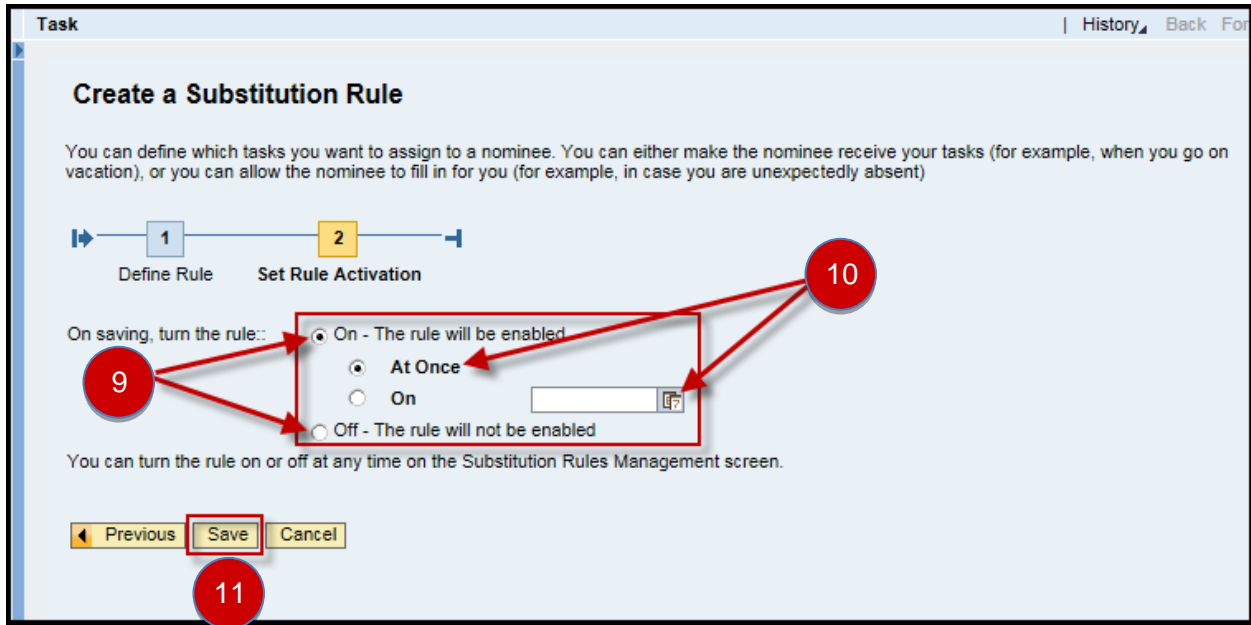 Task | History Back For
Create a Substitution Rule
You can define which tasks you want to assign to a nominee. You can either make the nominee receive your tasks (for example, when you go on
vacation), or you can allow the nominee to fill in for you (for example, in case you are unexpectedly absent)
1 2
Define Rule Set Rule Activation
10
On saving, turn the rule:: On - The rule will be enabled
At Once
9
On
Off - The rule will not be enabled
You can turn the rule on or off at any time on the Substitution Rules Management screen.
Previous Save Cancel
11